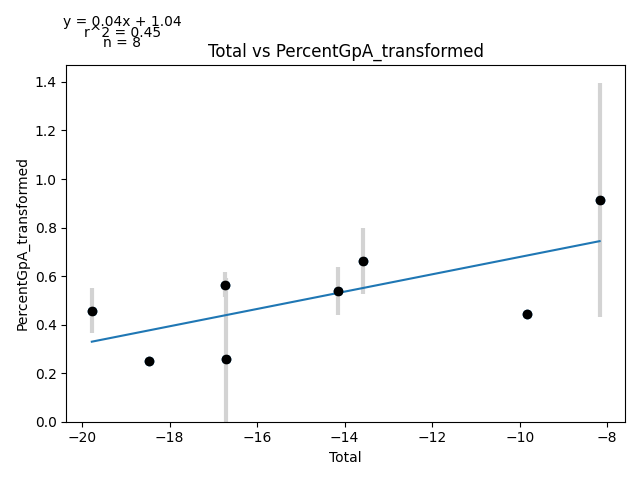 y = 0.04x + 1.04
r^2 = 0.45
n = 8
Total vs PercentGpA_transformed
PercentGpA_transformed
1.4
1.2
1.0
0.8
0.6
0.4
0.2
0.0
−20 −18 −16 −14 −12 −10 −8
Total